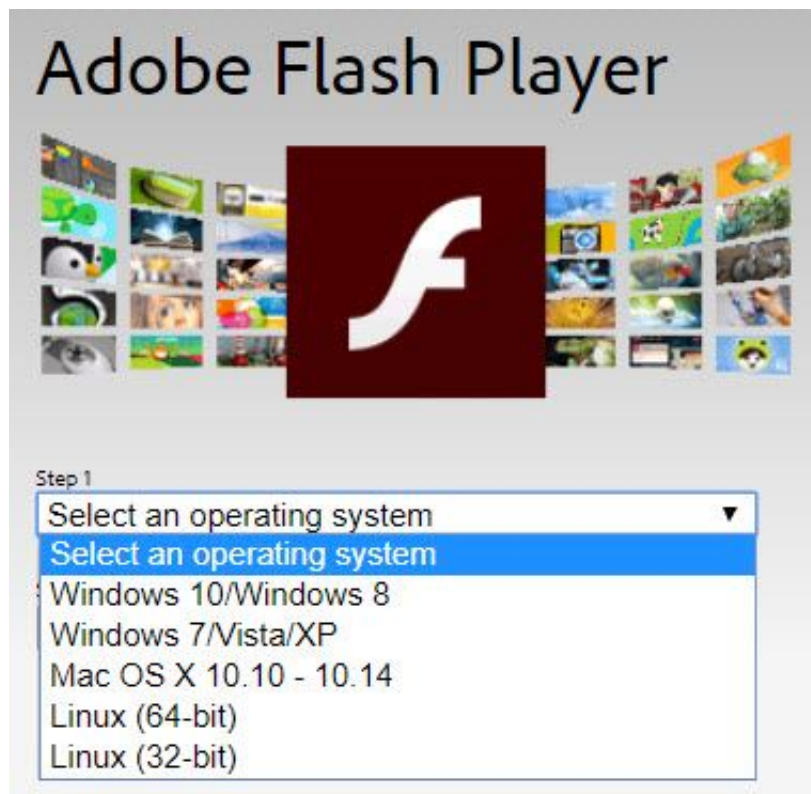 Adobe Flash Player
Step 1
Select an operating system
Select an operating system
Windows 10/Windows 8
Windows 7/Vista/XP
Mac OS X 10.10 - 10.14
Linux (64-bit)
Linux (32-bit)